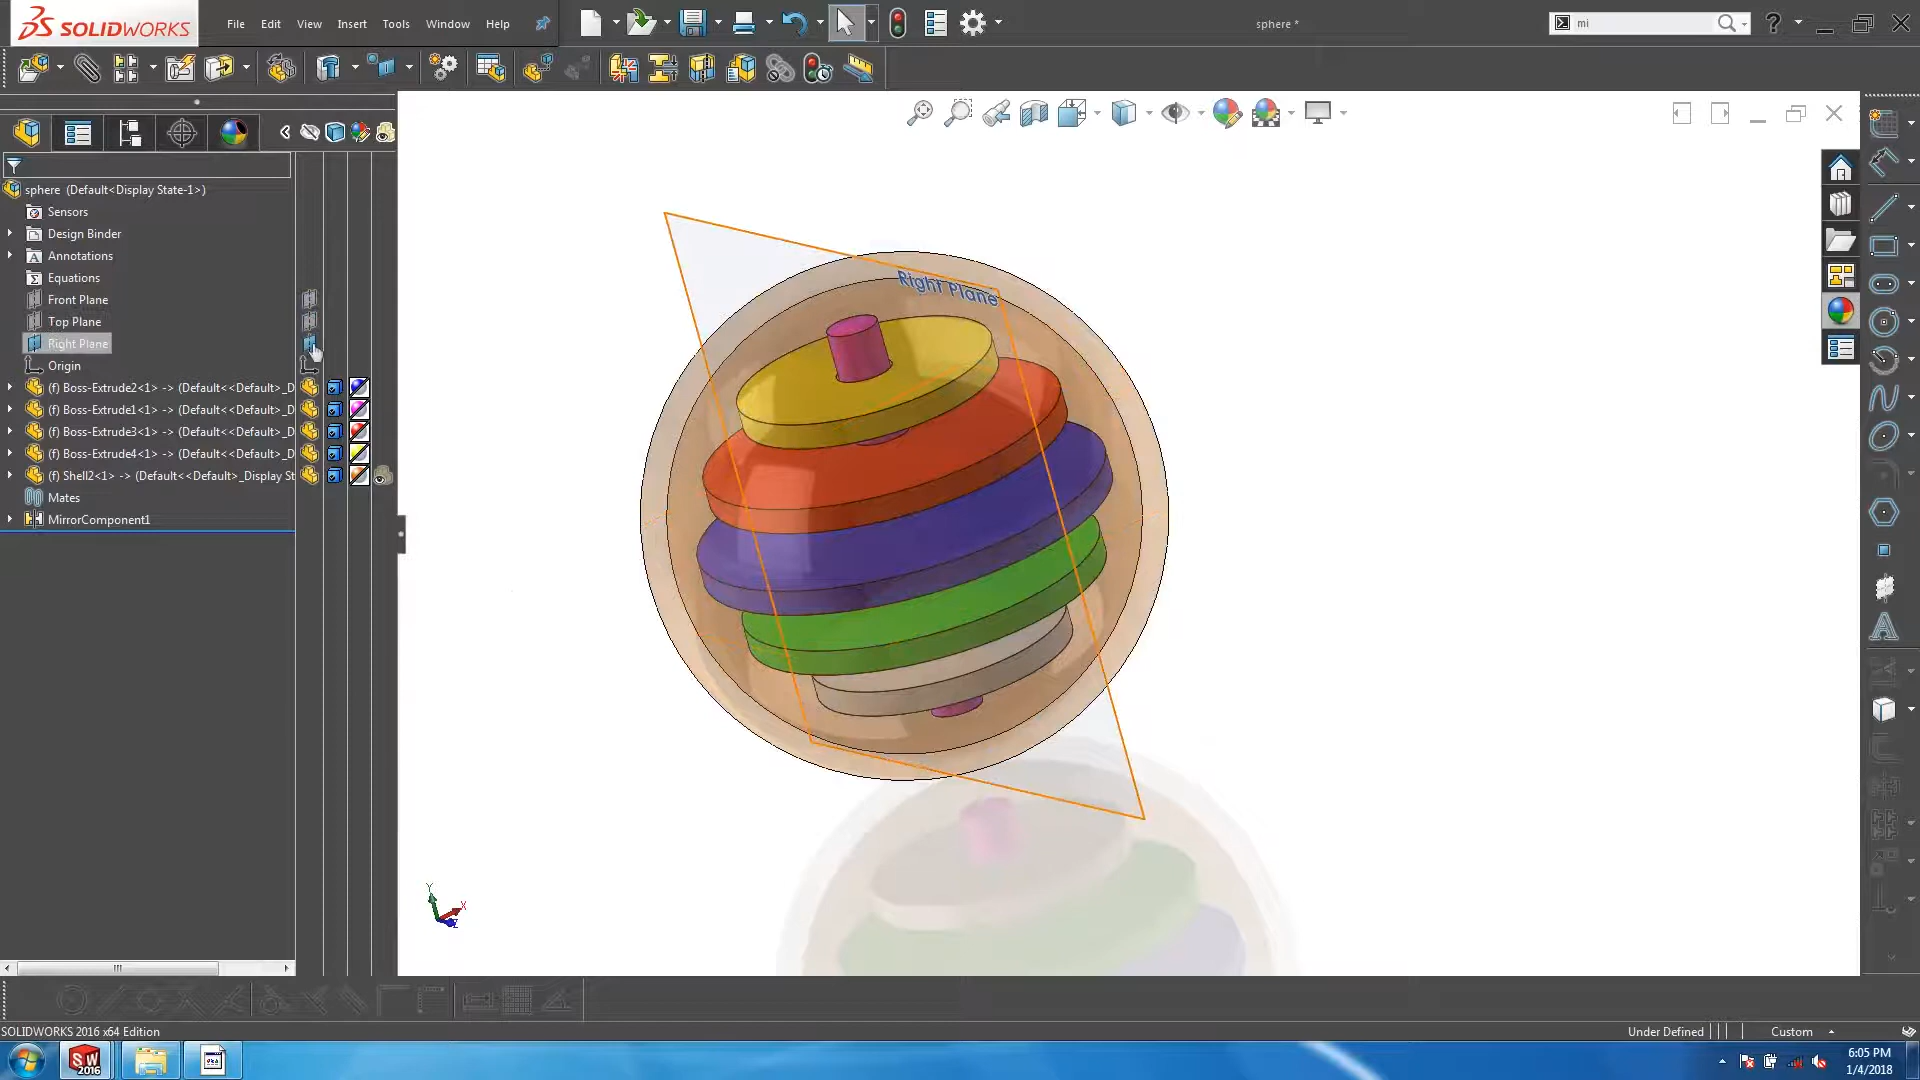 SOLIDWORKS File Edit View Insert Tools Window Help sphere * mi
sphere (Default<Display State-1>)
Sensors
Design Binder
Annotations
Equations
Front Plane
Top Plane
Right Plane
Origin
(f) Boss-Extrude2<1> -> (Default<<Default>_D
(f) Boss-Extrude1<1> -> (Default<<Default>_D
(f) Boss-Extrude3<1> -> (Default<<Default>_D
(f) Boss-Extrude4<1> -> (Default<<Default>_D
(f) Shell2<1> -> (Default<<Default>_Display St
Mates
MirrorComponent1
Right Plane
Y
X
Z
SOLIDWORKS 2016 x64 Edition
Under Defined Custom
SW
2016
6:05 PM
1/4/2018